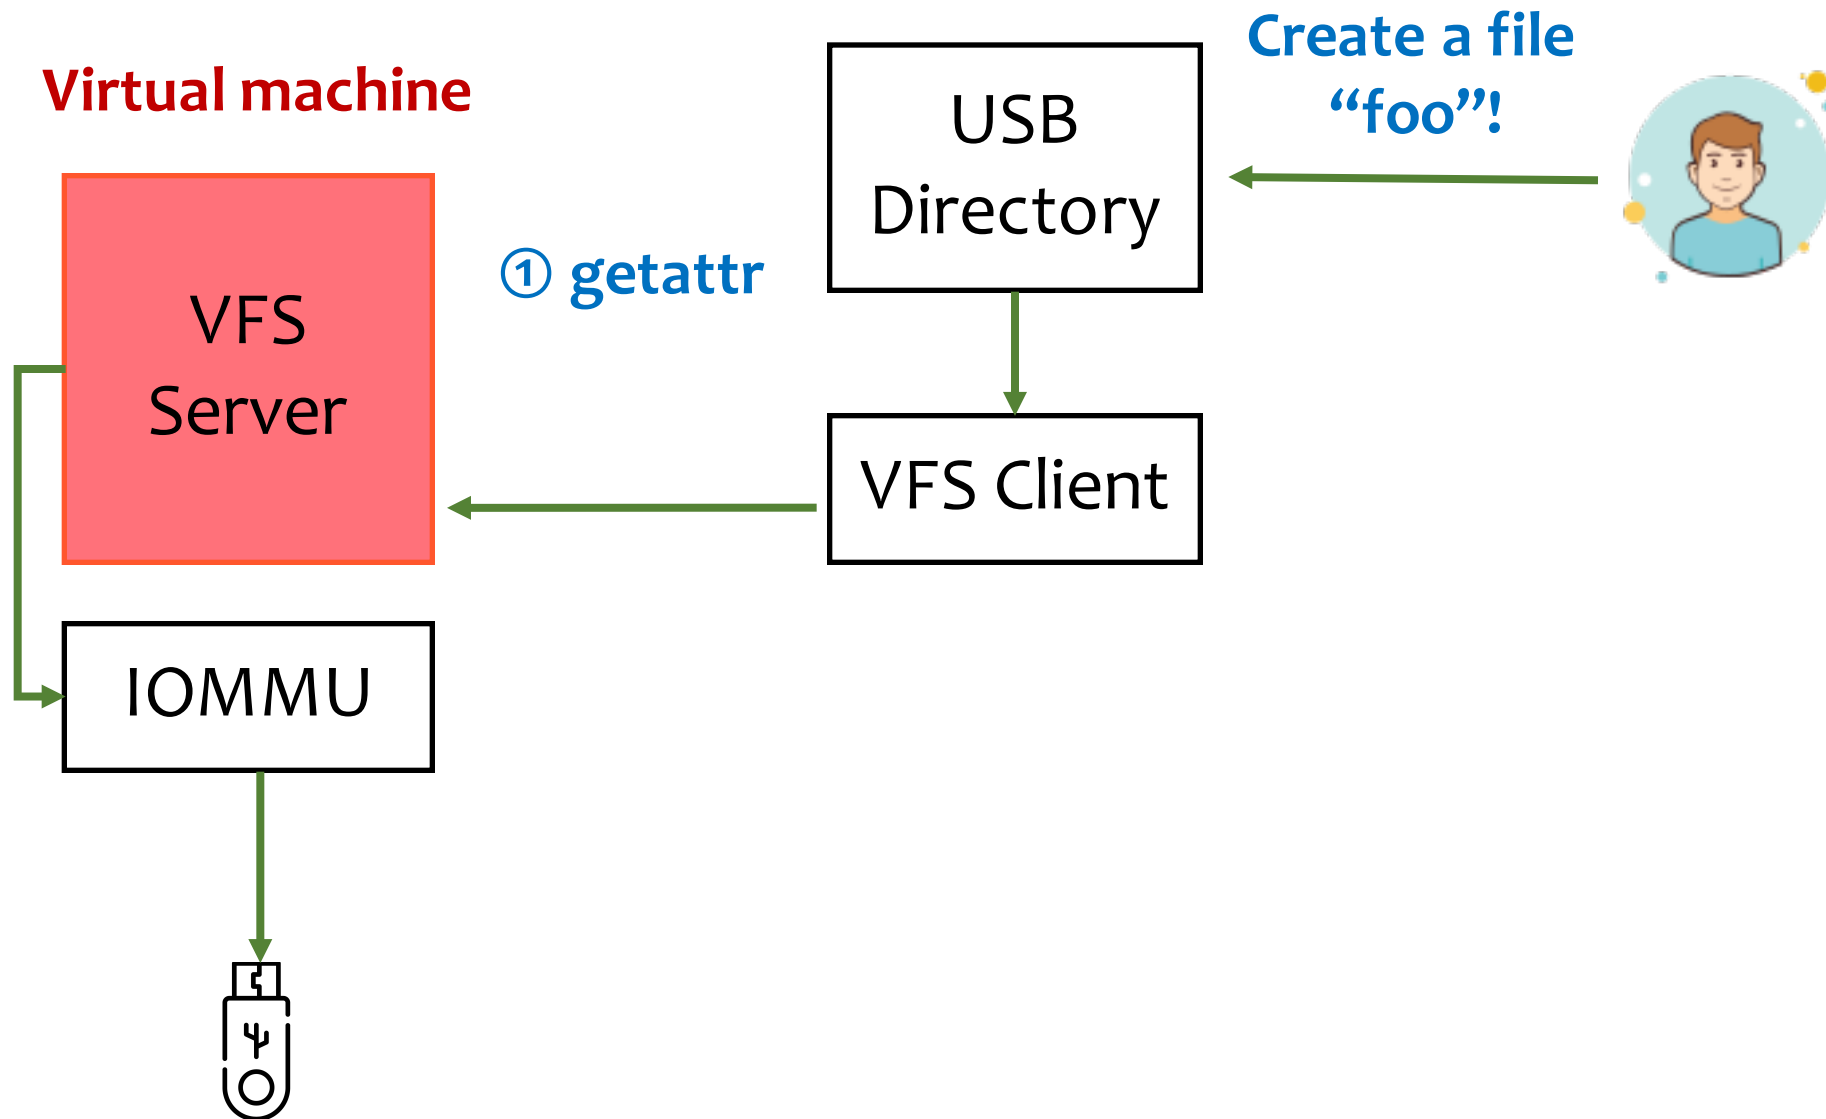 Virtual machine
VFS
Server
IOMMU
① getattr
USB
Directory
VFS Client
Create a file
“foo”!